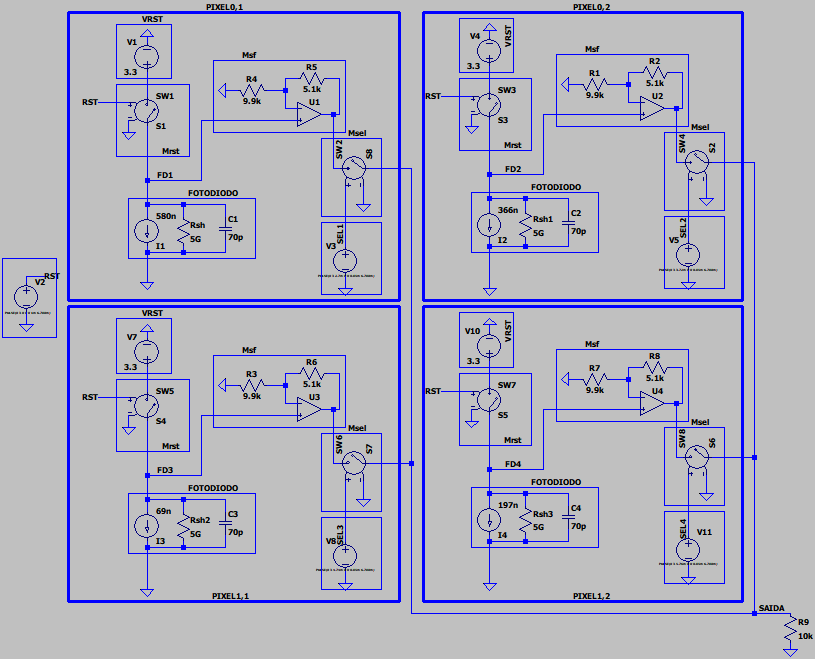 PIXEL0,1
VRST
V1
3.3
RST
SW1
S1
Mrst
FD1
Msf
R4
9.9k
R5
5.1k
U1
Msel
SW2
S8
SEL1
V3
FOTODIODO
580n
I1
Rsh
5G
C1
70p
PIXEL0,2
VRST
V4
3.3
RST
SW3
S3
Mrst
FD2
Msf
R1
9.9k
R2
5.1k
U2
Msel
SW4
S2
SEL2
V5
FOTODIODO
366n
I2
Rsh1
5G
C2
70p
RST
V2
VRST
V7
3.3
RST
SW5
S4
Mrst
FD3
Msf
R3
9.9k
R6
5.1k
U3
Msel
SW6
S7
SEL3
V8
FOTODIODO
69n
I3
Rsh2
5G
C3
70p
PIXEL1,1
VRST
V10
3.3
RST
SW7
S5
Mrst
FD4
Msf
R7
9.9k
R8
5.1k
U4
Msel
SW8
S6
SEL4
V11
FOTODIODO
197n
I4
Rsh3
5G
C4
70p
PIXEL1,2
SAIDA
R9
10k